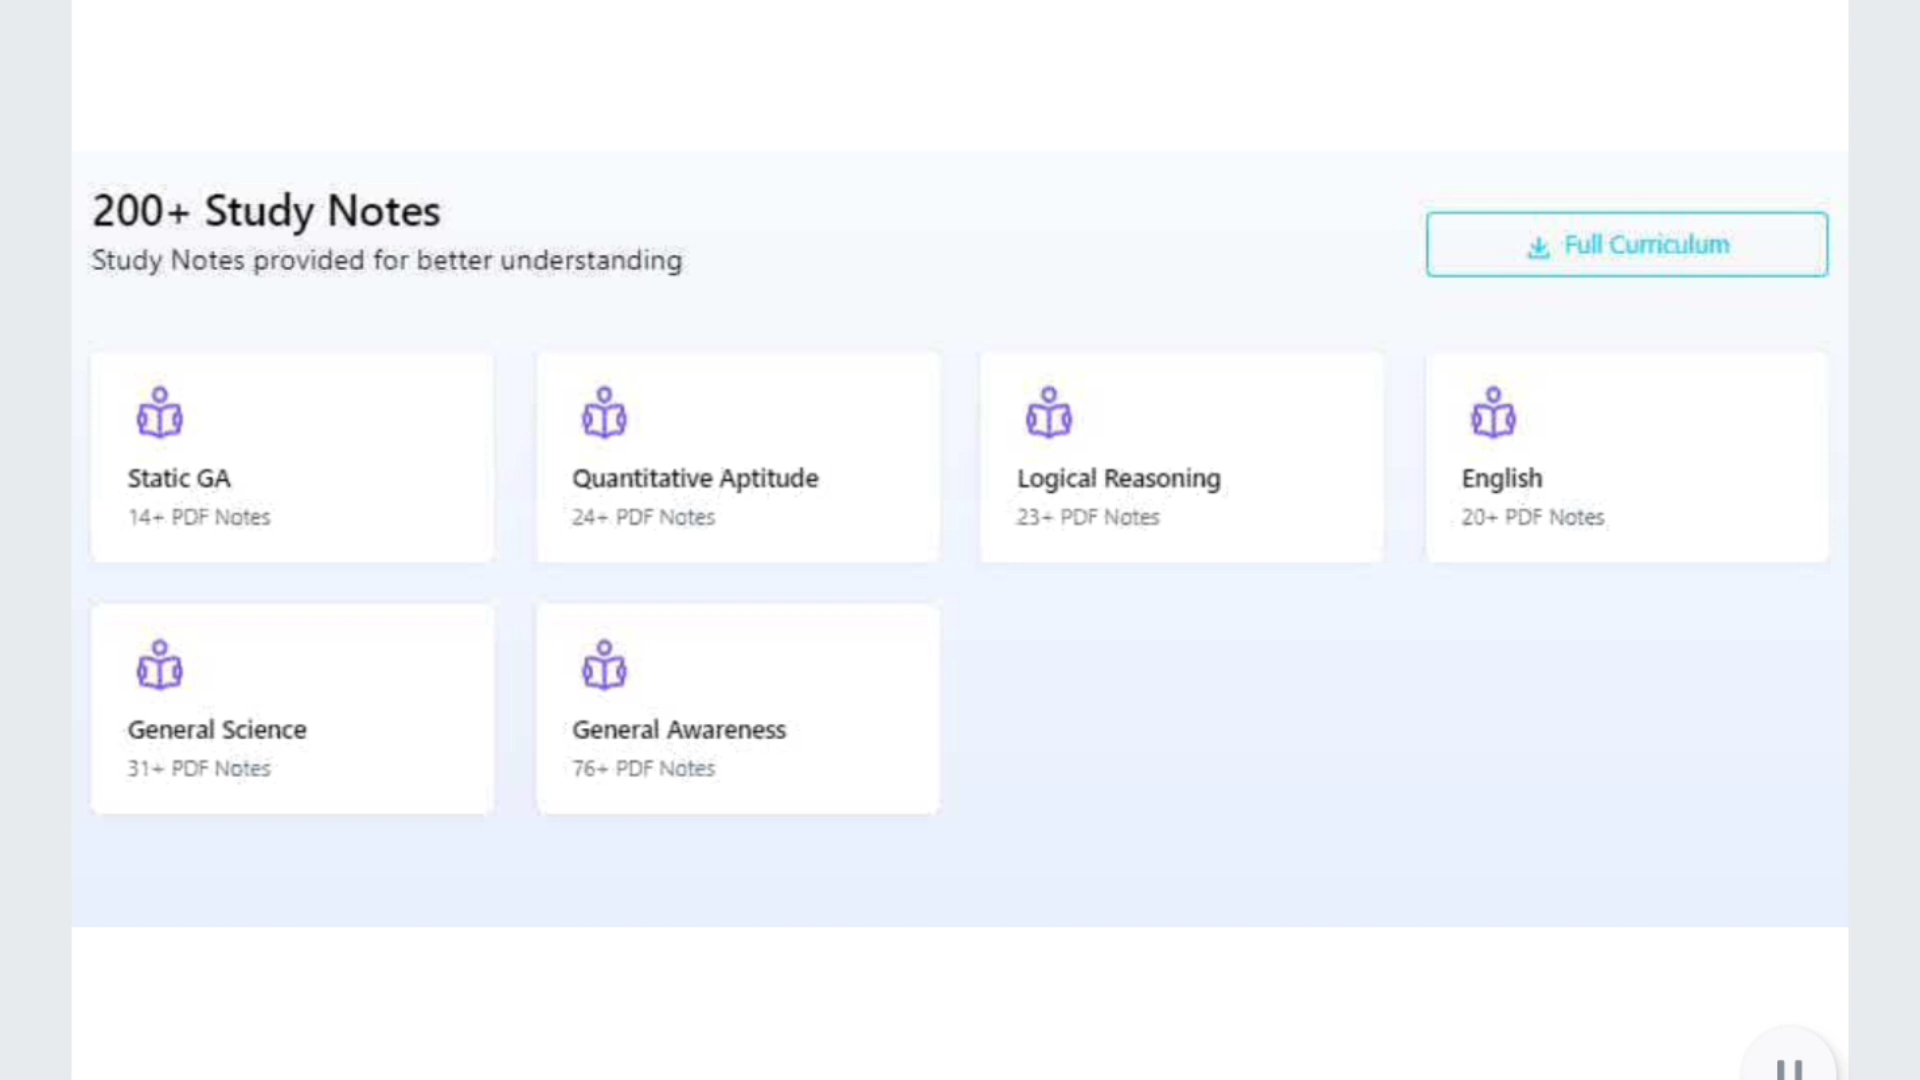 200+ Study Notes
Study Notes provided for better understanding
Full Curriculum
Static GA
14+ PDF Notes
Quantitative Aptitude
24+ PDF Notes
Logical Reasoning
23+ PDF Notes
English
20+ PDF Notes
General Science
31+ PDF Notes
General Awareness
76+ PDF Notes